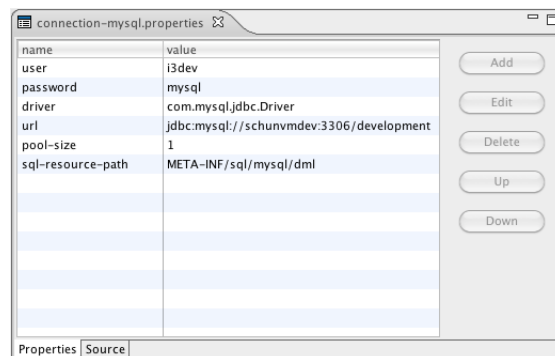 connection-mysql.properties
name value
user i3dev
password mysql
driver com.mysql.jdbc.Driver
url jdbc:mysql://schunvmdev:3306/development
pool-size 1
sql-resource-path META-INF/sql/mysql/dml
Add
Edit
Delete
Up
Down
Properties Source